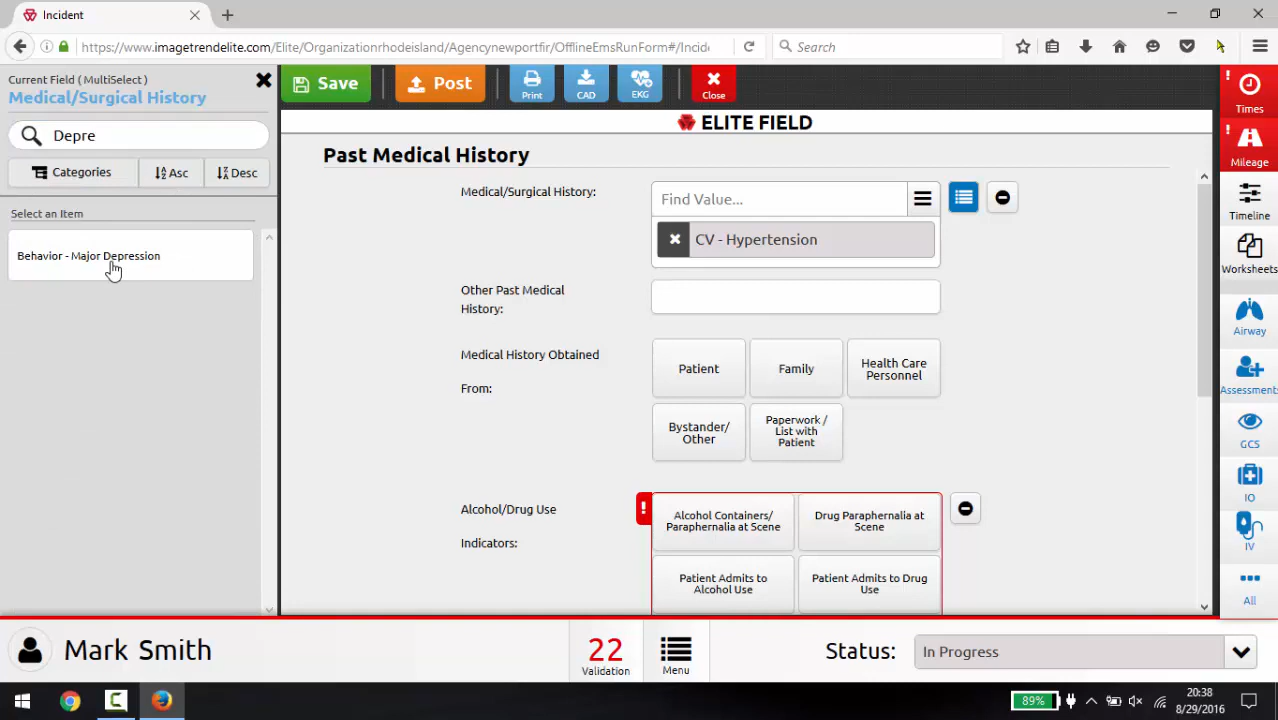 Incident
https://www.imagetrendelite.com/Elite/Organizationrhodeisland/Agencynewportfir/OfflineEmsRunForm#/Incide
Search
Current Field ( MultiSelect )
Medical/Surgical History
Depre
Categories
Asc
Desc
Select an Item
Behavior - Major Depression
Save
Post
Print
CAD
EKG
Close
ELITE FIELD
Past Medical History
Medical/Surgical History:
Find Value...
CV - Hypertension
Other Past Medical
History:
Medical History Obtained
From:
Patient
Family
Health Care
Personnel
Bystander/
Other
Paperwork /
List with
Patient
Alcohol/Drug Use
Indicators:
Alcohol Containers/
Paraphernalia at Scene
Drug Paraphernalia at
Scene
Patient Admits to
Alcohol Use
Patient Admits to Drug
Use
Times
Mileage
Timeline
Worksheets
Airway
Assessments
GCS
IO
IV
All
Mark Smith
22
Validation
Menu
Status:
In Progress
89%
20:38
8/29/2016